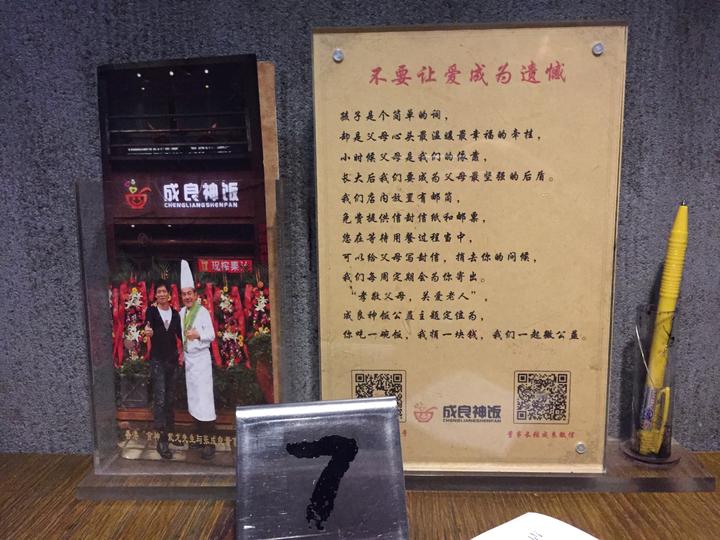 成良神饭
CHENGLIANGSHENFAN
不要让爱成为遗憾
孩子是个简单的词，
却是父母心头最温暖最幸福的牵挂，
小时候父母是我们的依靠，
长大后我们要成为父母最坚强的后盾。
我们店内放置有邮筒，
免费提供信封信纸和邮票，
您在等待用餐过程当中，
可以给父母写封信，捎去你的问候，
我们每周定期会为你寄出。
“孝敬父母，关爱老人”，
成良神饭公益主题定位为，
你吃一碗饭，我捐一块钱，我们一起做公益。
成良神饭
CHENGLIANGSHENFAN
董事长报成良微信
7